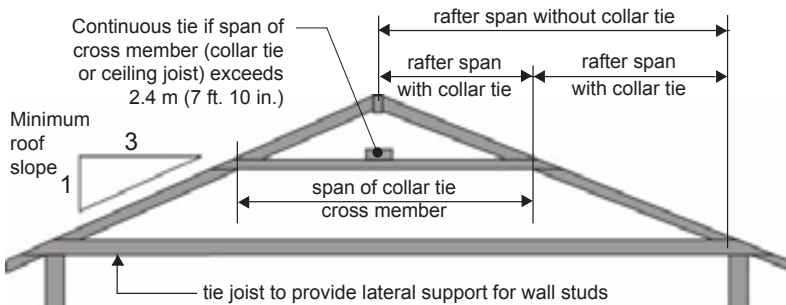 Continuous tie if span of
cross member (collar tie
or ceiling joist) exceeds
2.4 m (7 ft. 10 in.)
rafter span without collar tie
rafter span
with collar tie
rafter span
with collar tie
Minimum
roof
slope
3
1
span of collar tie
cross member
tie joist to provide lateral support for wall studs